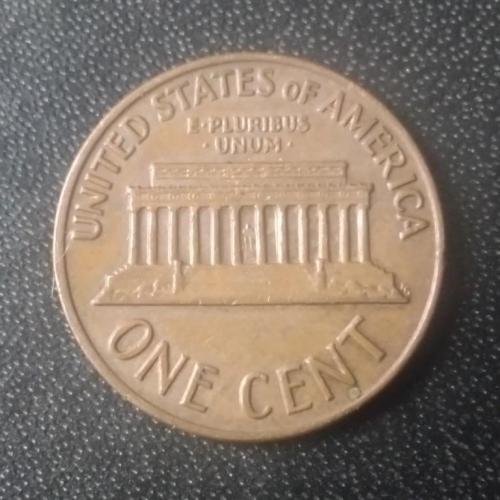 UNITED STATES OF AMERICA
E·PLURIBUS
·UNUM·
ONE CENT